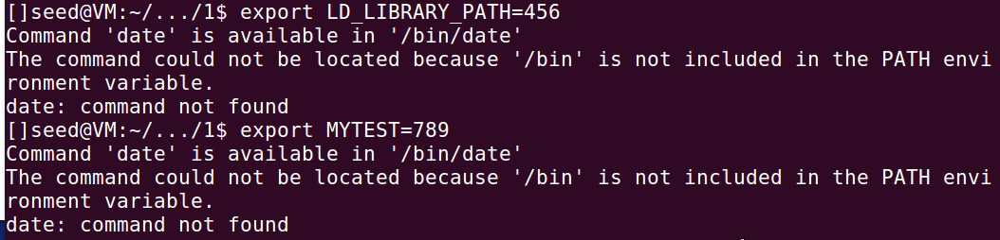 []seed@VM:~/.../1$ export LD_LIBRARY_PATH=456
Command 'date' is available in '/bin/date'
The command could not be located because '/bin' is not included in the PATH envi
ronment variable.
date: command not found
[]seed@VM:~/.../1$ export MYTEST=789
Command 'date' is available in '/bin/date'
The command could not be located because '/bin' is not included in the PATH envi
ronment variable.
date: command not found